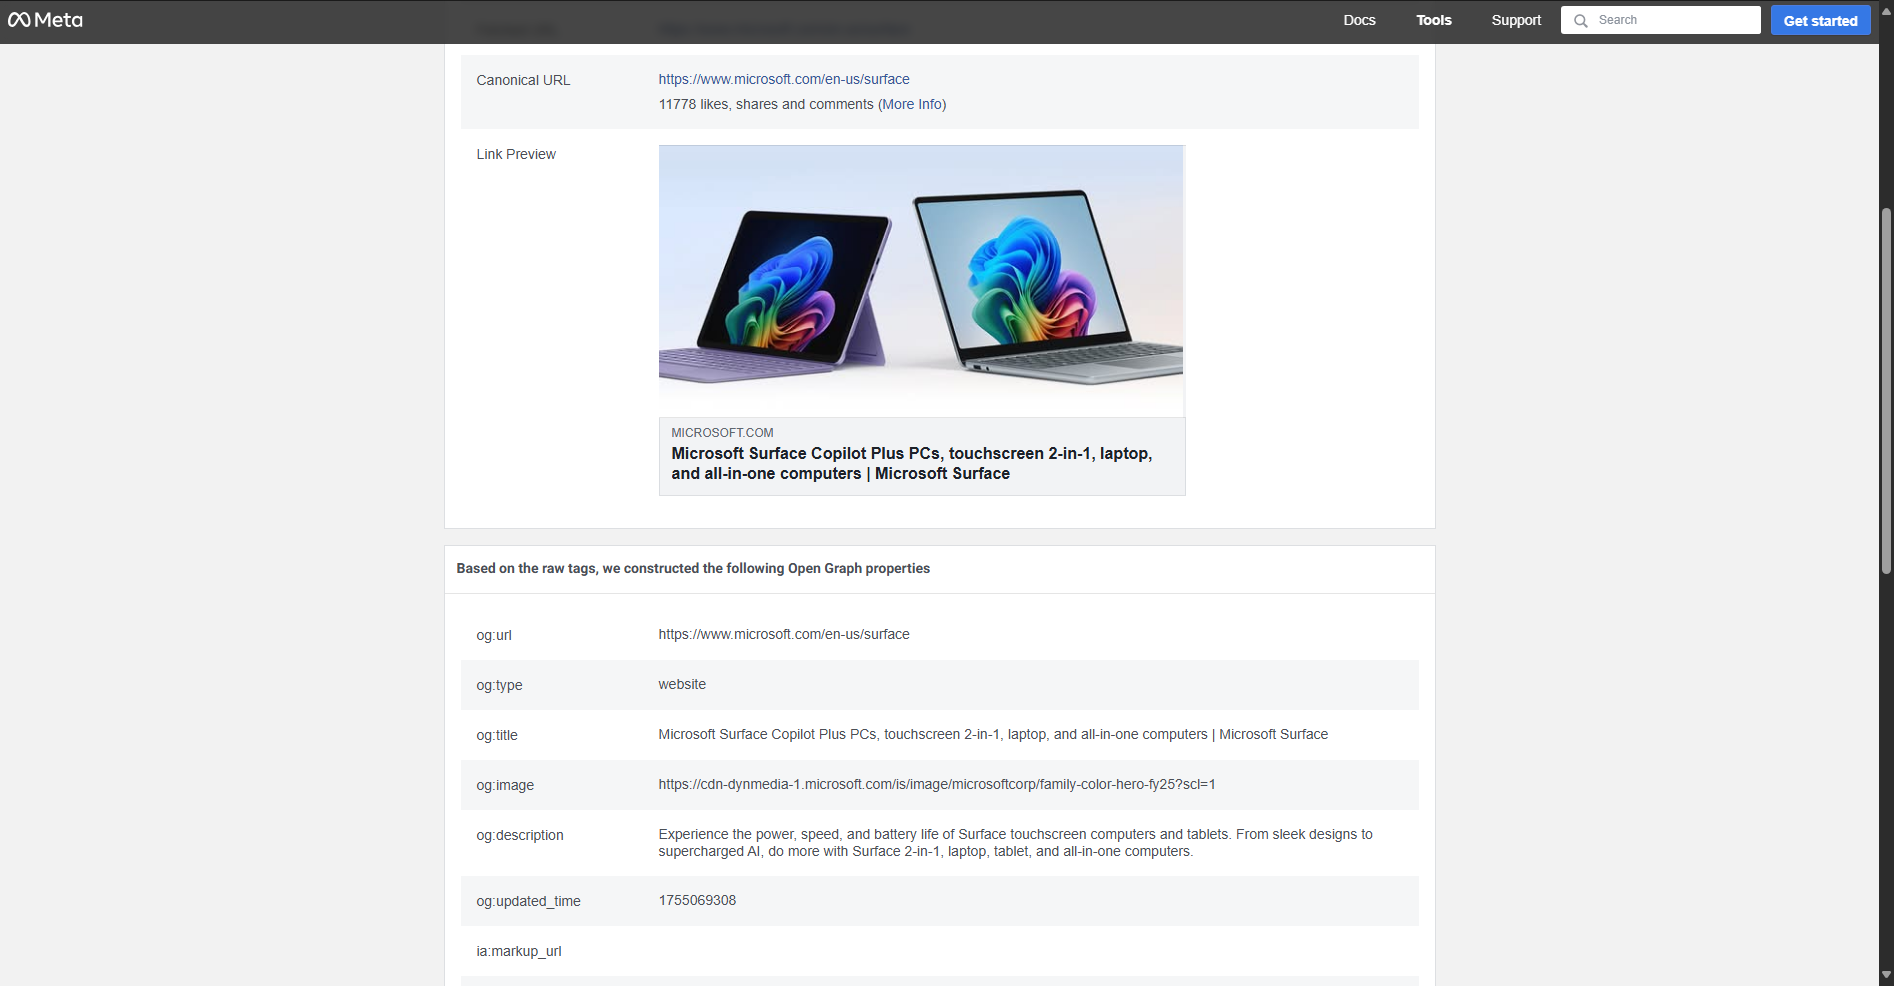 Meta
Docs
Tools
Support
Search
Get started
Canonical URL
https://www.microsoft.com/en-us/surface
11778 likes, shares and comments (More Info)
Link Preview
MICROSOFT.COM
Microsoft Surface Copilot Plus PCs, touchscreen 2-in-1, laptop,
and all-in-one computers | Microsoft Surface
Based on the raw tags, we constructed the following Open Graph properties
og:url
https://www.microsoft.com/en-us/surface
og:type
website
og:title
Microsoft Surface Copilot Plus PCs, touchscreen 2-in-1, laptop, and all-in-one computers | Microsoft Surface
og:image
https://cdn-dynmedia-1.microsoft.com/is/image/microsoftcorp/family-color-hero-fy25?scl=1
og:description
Experience the power, speed, and battery life of Surface touchscreen computers and tablets. From sleek designs to
supercharged AI, do more with Surface 2-in-1, laptop, tablet, and all-in-one computers.
og:updated_time
1755069308
ia:markup_url